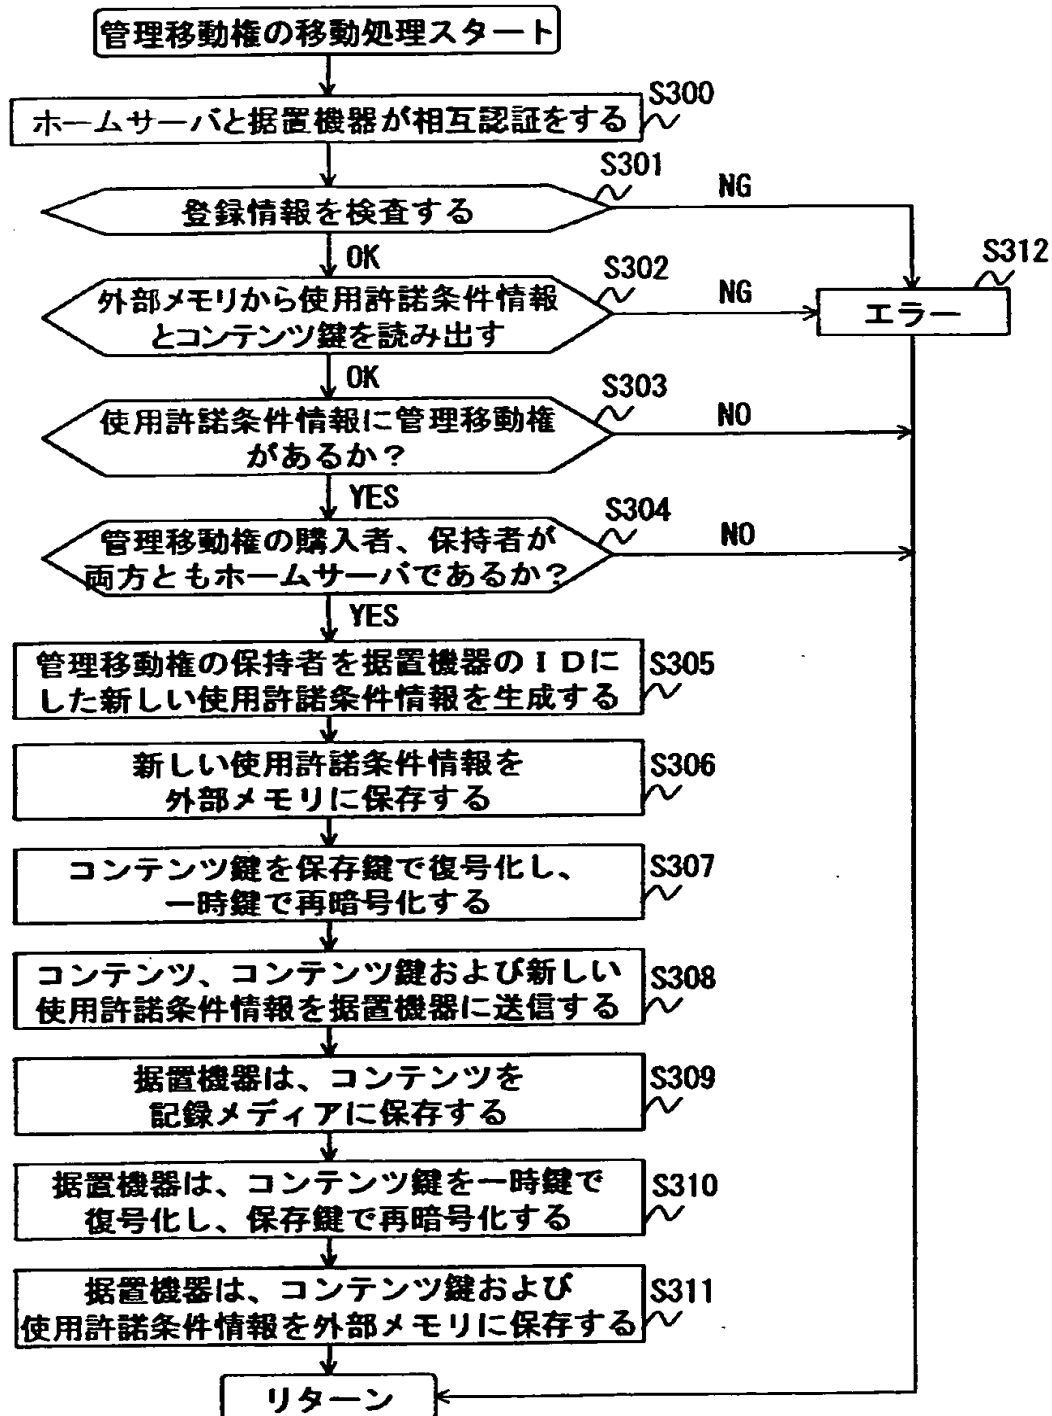 管理移動権の移動処理スタート
S300
ホームサーバと据置機器が相互認証をする
S301
NG
登録情報を検査する
OK
S302
NG
S312
外部メモリから使用許諾条件情報
とコンテンツ鍵を読み出す
エラー
OK
S303
NO
使用許諾条件情報に管理移動権
があるか?
YES
S304
NO
管理移動権の購入者、保持者が
両方ともホームサーバであるか?
YES
管理移動権の保持者を据置機器のIDに
した新しい使用許諾条件情報を生成する
S305
新しい使用許諾条件情報を
外部メモリに保存する
S306
コンテンツ鍵を保存鍵で復号化し、
一時鍵で再暗号化する
S307
コンテンツ、コンテンツ鍵および新しい
使用許諾条件情報を据置機器に送信する
S308
据置機器は、コンテンツを
記録メディアに保存する
S309
据置機器は、コンテンツ鍵を一時鍵で
復号化し、保存鍵で再暗号化する
S310
据置機器は、コンテンツ鍵および
使用許諾条件情報を外部メモリに保存する
S311
リターン